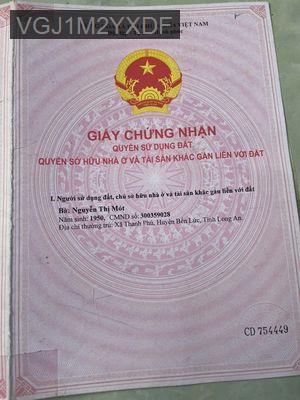 VGJ1M2YXDF
VIỆT NAM
GIẤY CHỨNG NHẬN
QUYỀN SỬ DỤNG ĐẤT,
QUYỀN SỞ HỮU NHÀ Ở VÀ TÀI SẢN KHÁC GẮN LIỀN VỚI ĐẤT
I. Người sử dụng đất, chủ sở hữu nhà ở và tài sản khác gắn liền với đất
Bà: Nguyễn Thị Mót
Năm sinh: 1950, CMND số: 300359028
Địa chỉ thường trú: Xã Thạnh Phú, Huyện Bến Lức, Tỉnh Long An.
CD 754449